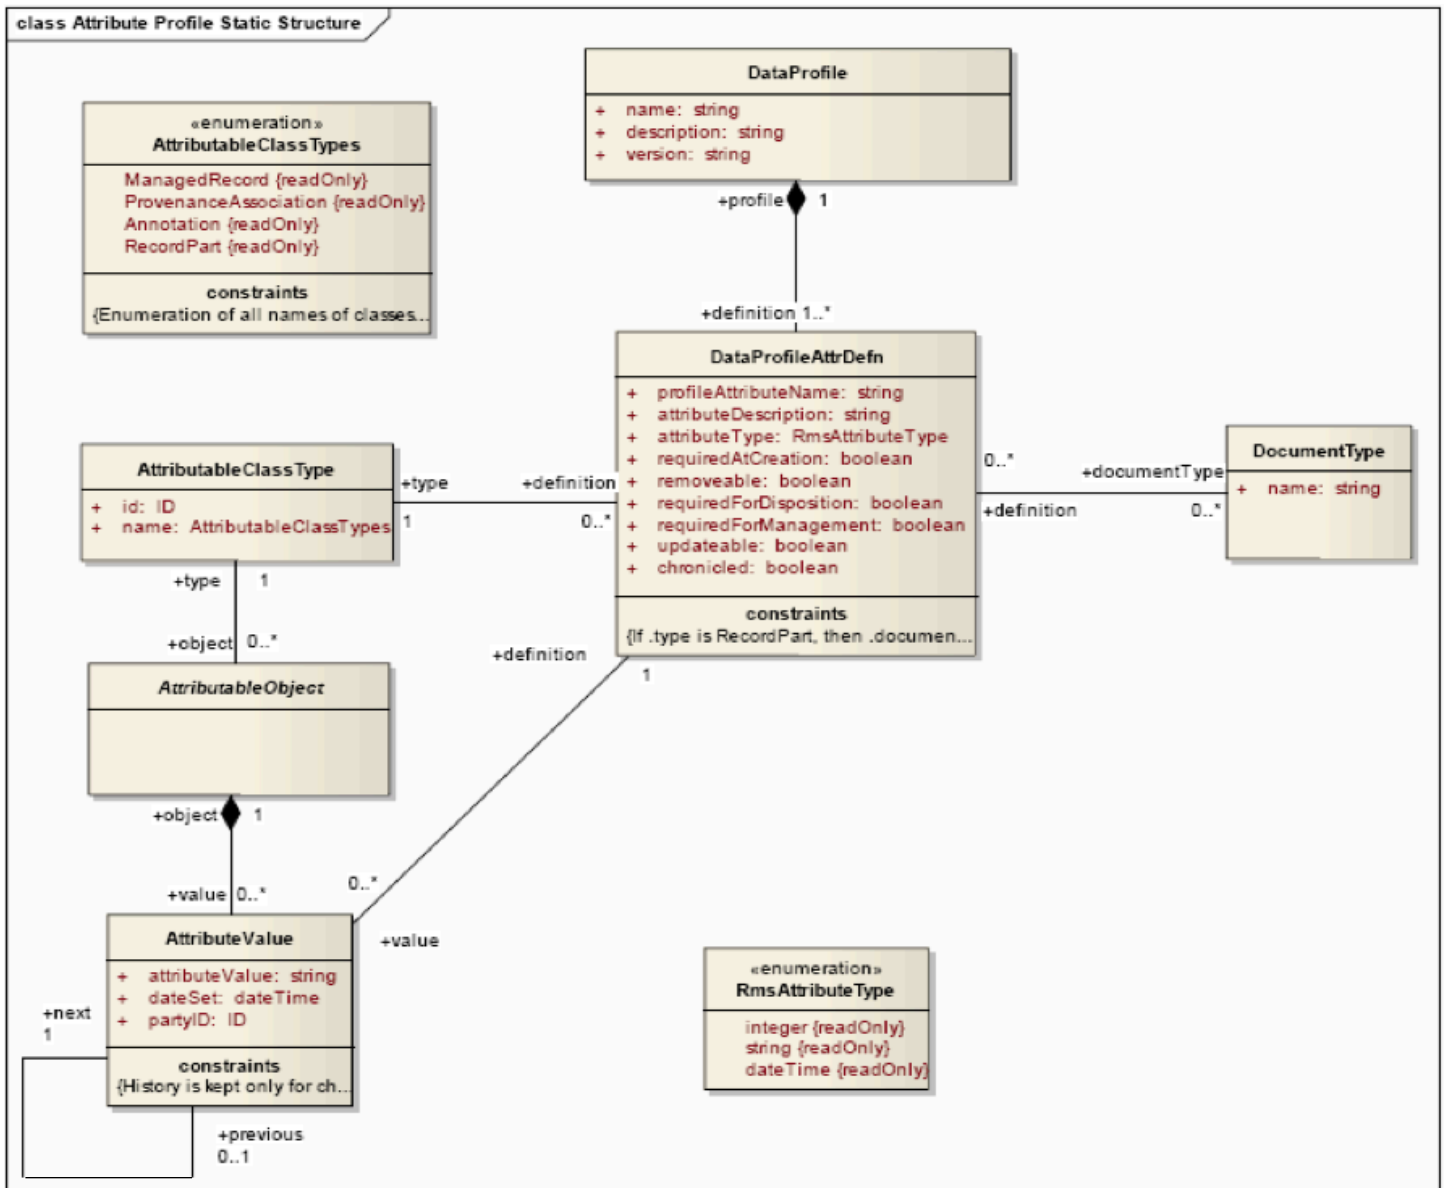 class Attribute Profile Static Structure
DataProfile
+ name: string
+ description: string
+ version: string
«enumeration»
AttributableClassTypes
ManagedRecord {readOnly}
ProvenanceAssociation {readOnly}
Annotation {readOnly}
RecordPart {readOnly}
constraints
{Enumeration of all names of classes...
+profile 1
+definition 1..*
DataProfileAttrDefn
+ profileAttributeName: string
+ attributeDescription: string
+ attributeType: RmsAttributeType
+ requiredAtCreation: boolean
+ removeable: boolean
+ requiredForDisposition: boolean
+ requiredForManagement: boolean
+ updateable: boolean
+ chronicled: boolean
constraints
{If .type is RecordPart, then .documen...
AttributableClassType
+ id: ID
+ name: AttributableClassTypes
+type
1
+definition
0..*
0..*
+definition
+documentType
0..*
DocumentType
+ name: string
+type 1
+object 0..*
AttributableObject
+definition
1
+object 1
+value 0..*
0..*
+value
AttributeValue
+ attributeValue: string
+ dateSet: dateTime
+ partyID: ID
constraints
{History is kept only for ch...
+next
1
+previous
0..1
«enumeration»
RmsAttributeType
integer {readOnly}
string {readOnly}
dateTime {readOnly}